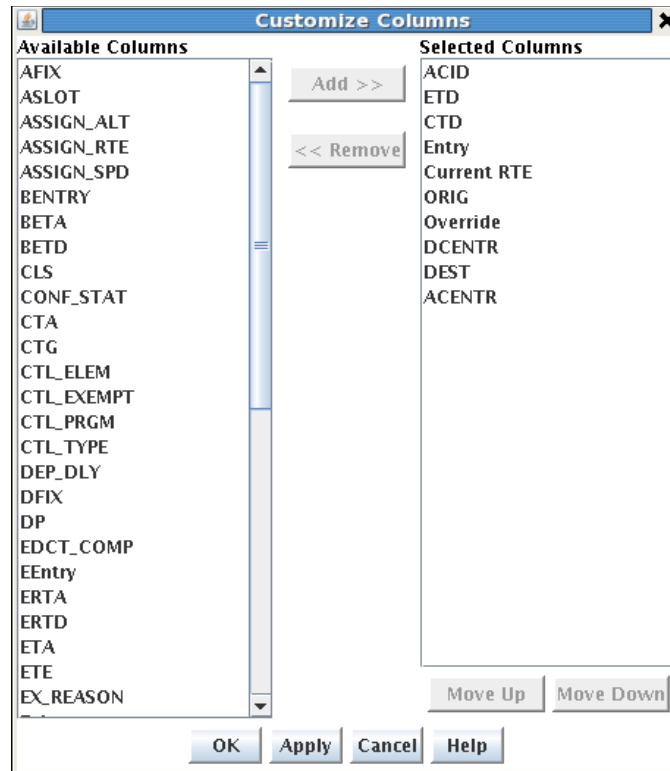 Customize Columns
Available Columns
AFIX
ASLOT
ASSIGN_ALT
ASSIGN_RTE
ASSIGN_SPD
BENTRY
BETA
BETD
CLS
CONF_STAT
CTA
CTG
CTL_ELEM
CTL_EXEMPT
CTL_PRGM
CTL_TYPE
DEP_DLY
DFIX
DP
EDCT_COMP
EEntry
ERTA
ERTD
ETA
ETE
EX_REASON
Add >>
<< Remove
Selected Columns
ACID
ETD
CTD
Entry
Current RTE
ORIG
Override
DCENTR
DEST
ACENTR
Move Up
Move Down
OK
Apply
Cancel
Help